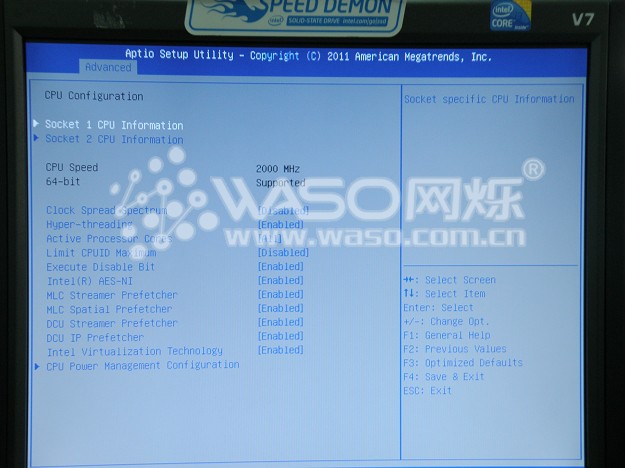 SPEED DEMON
SOLID-STATE DRIVE intel.com/go/ssd
intel
CORE
V7
Aptio Setup Utility - Copyright (C) 2011 American Megatrends, Inc.
Advanced
CPU Configuration
Socket specific CPU Information
Socket 1 CPU Information
Socket 2 CPU Information
CPU Speed 2000 MHz
64-bit Supported
WASO网烁®
www.waso.com.cn
Clock Spread Spectrum [Disabled]
Hyper-threading [Enabled]
Active Processor Cores [All]
Limit CPUID Maximum [Disabled]
Execute Disable Bit [Enabled]
Intel(R) AES-NI [Enabled]
MLC Streamer Prefetcher [Enabled]
MLC Spatial Prefetcher [Enabled]
DCU Streamer Prefetcher [Enabled]
DCU IP Prefetcher [Enabled]
Intel Virtualization Technology [Enabled]
CPU Power Management Configuration
→←: Select Screen
↑↓: Select Item
Enter: Select
+/-: Change Opt.
F1: General Help
F2: Previous Values
F3: Optimized Defaults
F4: Save & Exit
ESC: Exit